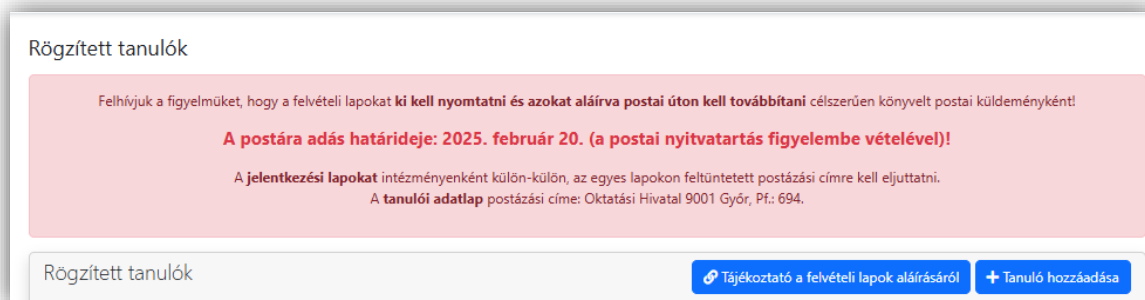 Rögzített tanulók
Felhívjuk a figyelmüket, hogy a felvételi lapokat ki kell nyomtatni és azokat aláírva postai úton kell továbbítani célszerűen könyvelt postai küldeményként!
A postára adás határideje: 2025. február 20. (a postai nyitvatartás figyelembe vételével)!
A jelentkezési lapokat intézményenként külön-külön, az egyes lapokon feltüntetett postázási címre kell eljuttatni.
A tanulói adatlap postázási címe: Oktatási Hivatal 9001 Győr, Pf.: 694.
Rögzített tanulók
Tájékoztató a felvételi lapok aláírásáról
+ Tanuló hozzáadása